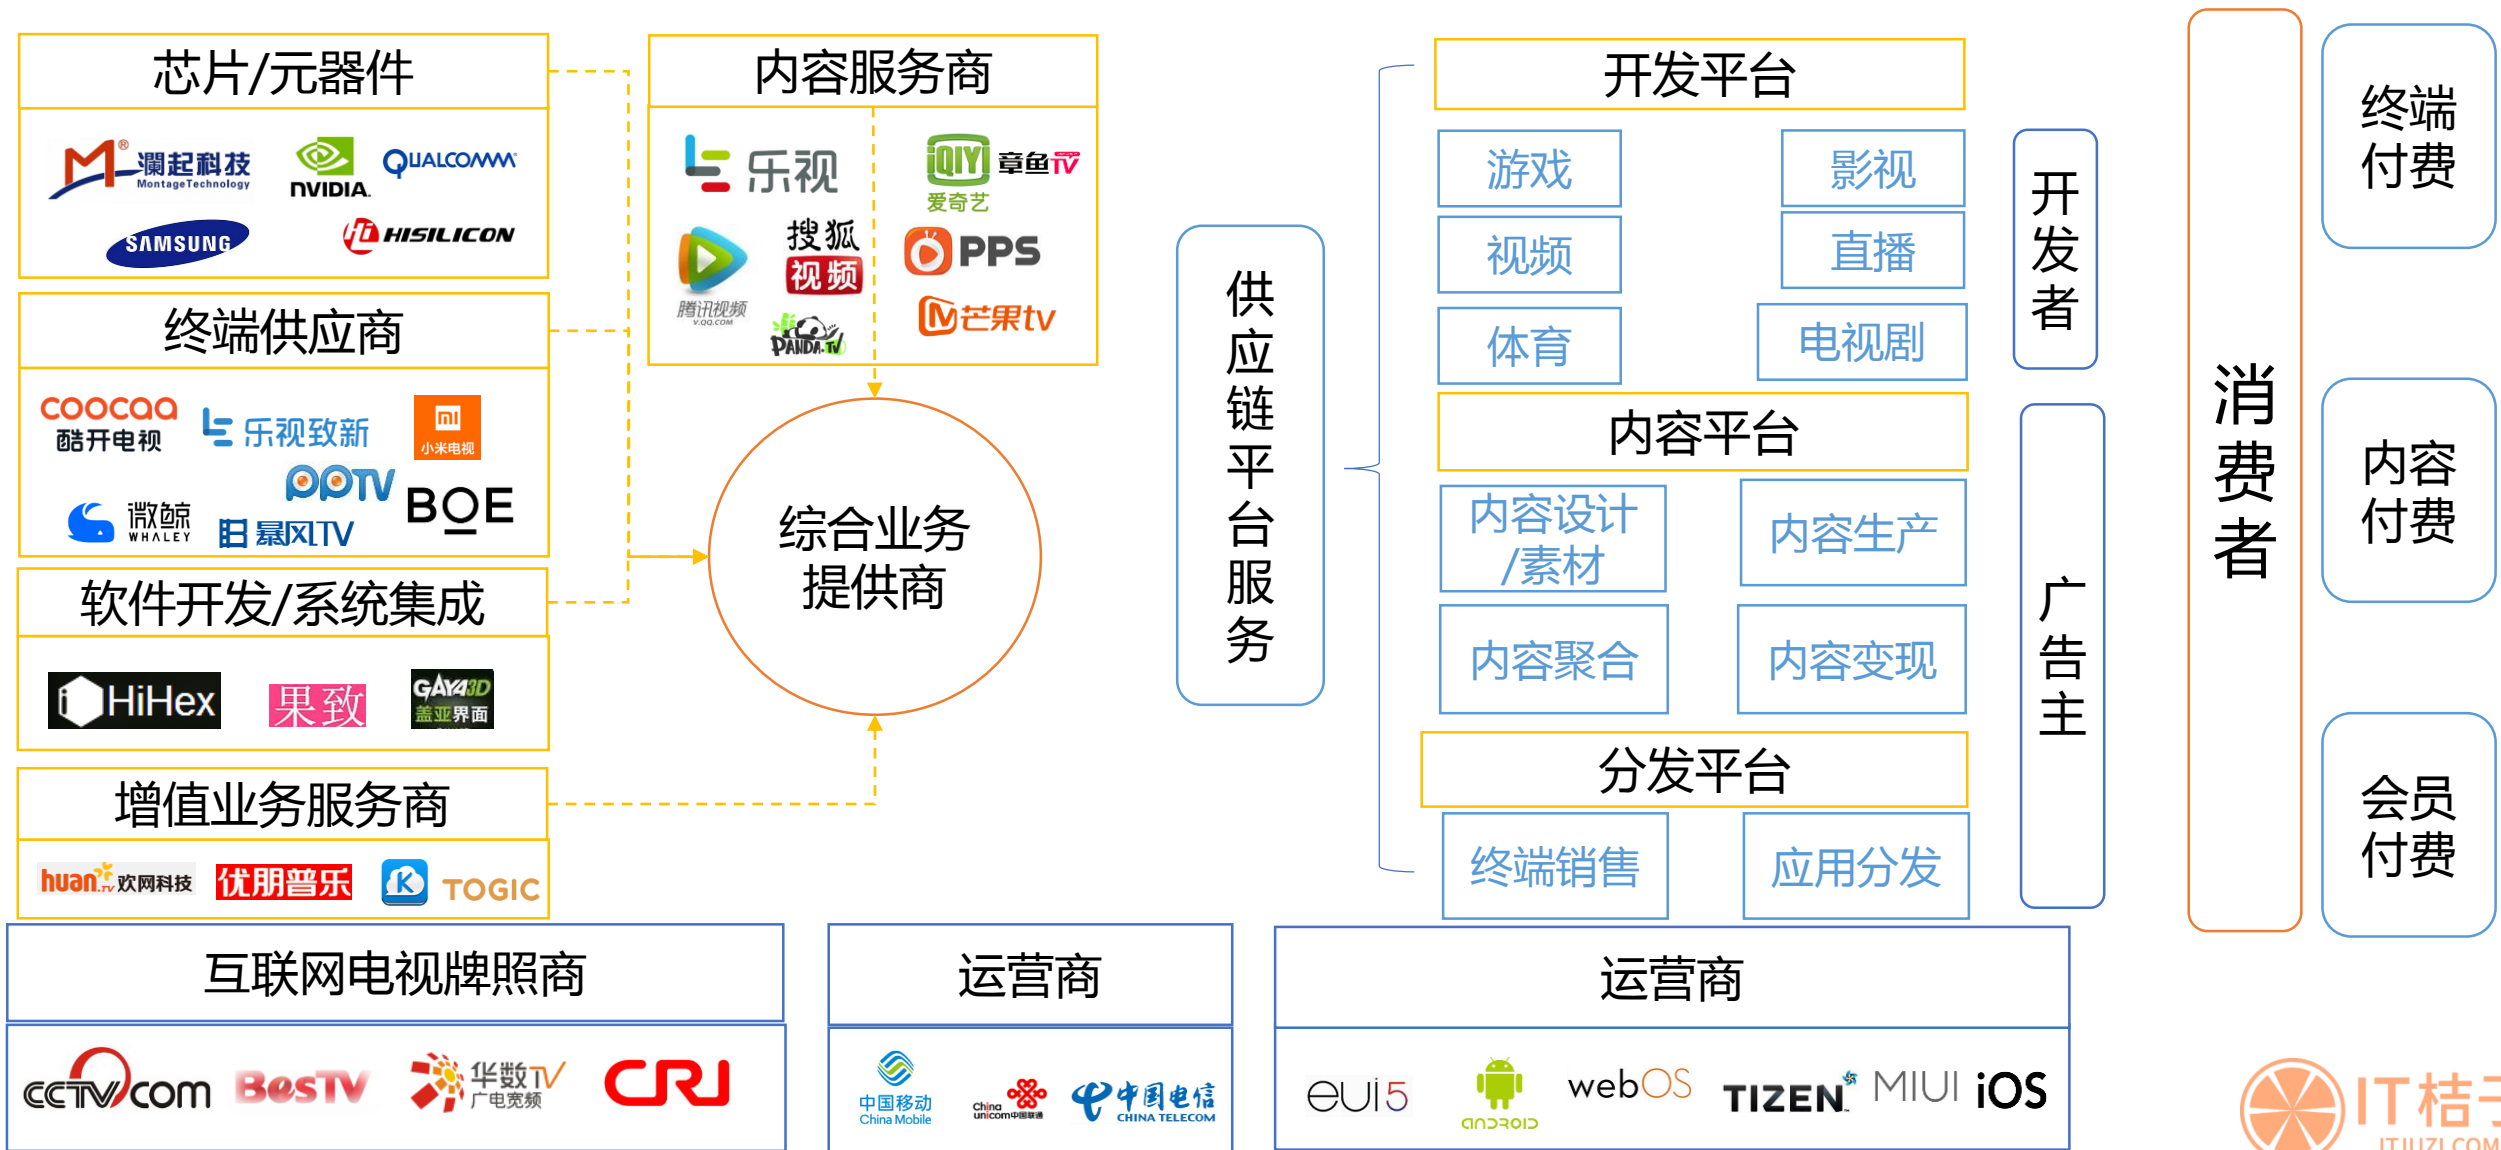 芯片/元器件
瀾起科技
Montage Technology
NVIDIA
QUALCOMM
SAMSUNG
HISILICON
终端供应商
coocaa
酷开电视
乐视致新
小米电视
PPTV
微鲸
WHALEY
暴风TV
BOE
软件开发/系统集成
HiHex
果致
GAYA3D
盖亚界面
增值业务服务商
huan.TV 欢网科技
优朋普乐
K
TOGIC
内容服务商
乐视
iQIYI
爱奇艺
章鱼TV
腾讯视频
V.QQ.COM
搜狐
视频
PPS
PANDA.TV
芒果tv
综合业务
提供商
供应链平台服务
开发平台
游戏
影视
视频
直播
体育
电视剧
内容平台
内容设计
/素材
内容生产
内容聚合
内容变现
分发平台
终端销售
应用分发
开发者
广告主
消费者
终端
付费
内容
付费
会员
付费
互联网电视牌照商
CCTV.com
BesTV
华数TV
广电宽频
CRI
运营商
中国移动
China Mobile
China
unicom中国联通
中国电信
CHINA TELECOM
运营商
eui5
ANDROID
webOS
TIZEN
MIUI
iOS
IT桔子
ITJUZI.COM